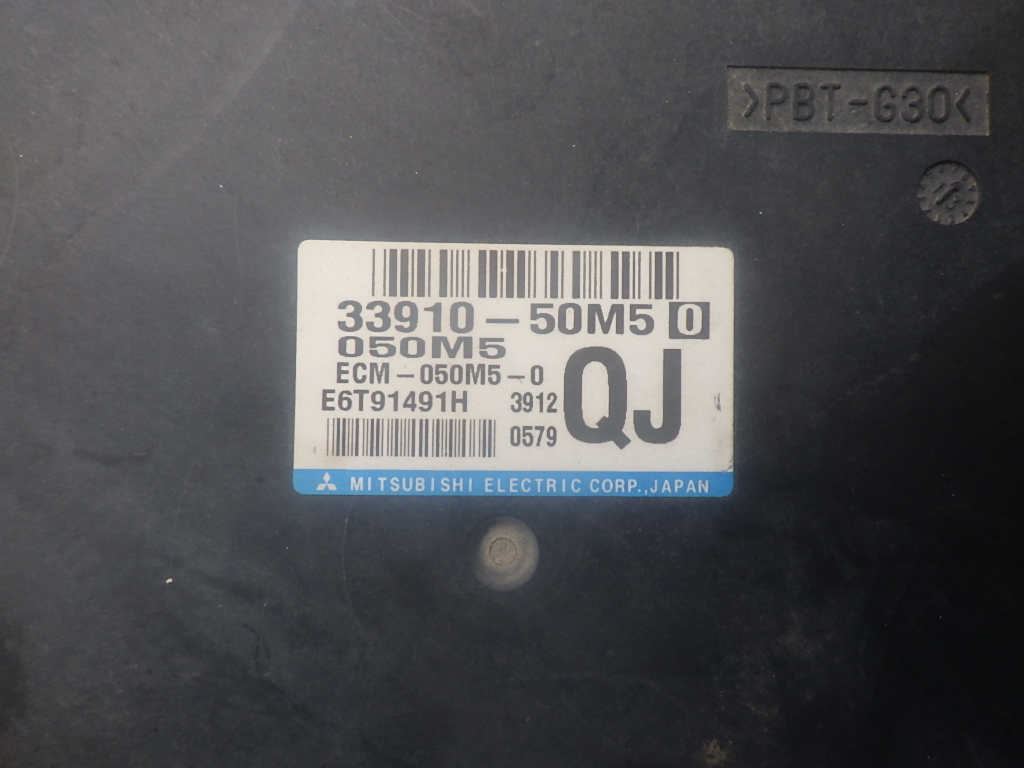 >PBT-G30<
33910-50M5 0
050M5
ECM-050M5-0
QJ
E6T91491H 3912
0579
MITSUBISHI ELECTRIC CORP.,JAPAN